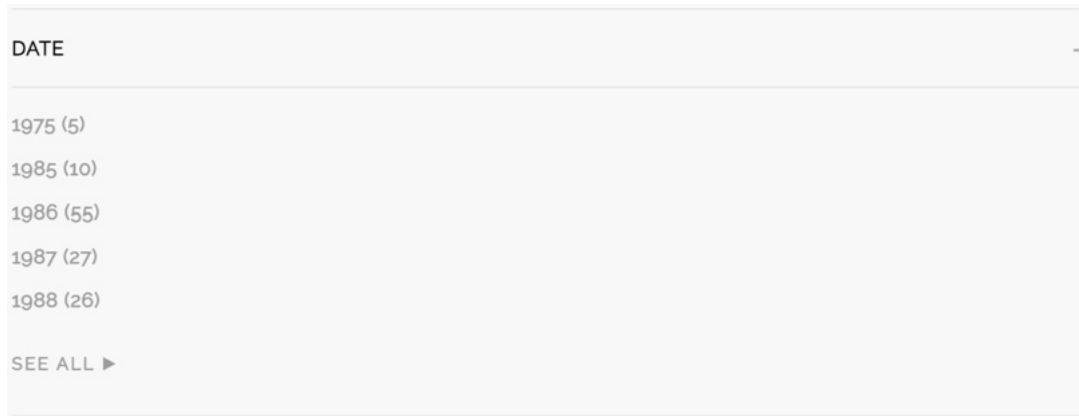 DATE
1975 (5)
1985 (10)
1986 (55)
1987 (27)
1988 (26)
SEE ALL ►